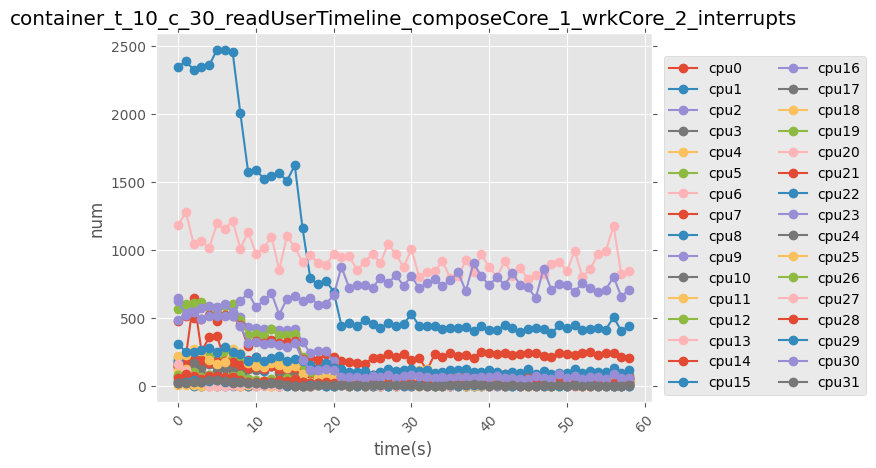 container_t_10_c_30_readUserTimeline_composeCore_1_wrkCore_2_interrupts
num
2500
2000
1500
1000
500
0
0
10
20
30
40
50
60
time(s)
cpu0
cpu1
cpu2
cpu3
cpu4
cpu5
cpu6
cpu7
cpu8
cpu9
cpu10
cpu11
cpu12
cpu13
cpu14
cpu15
cpu16
cpu17
cpu18
cpu19
cpu20
cpu21
cpu22
cpu23
cpu24
cpu25
cpu26
cpu27
cpu28
cpu29
cpu30
cpu31